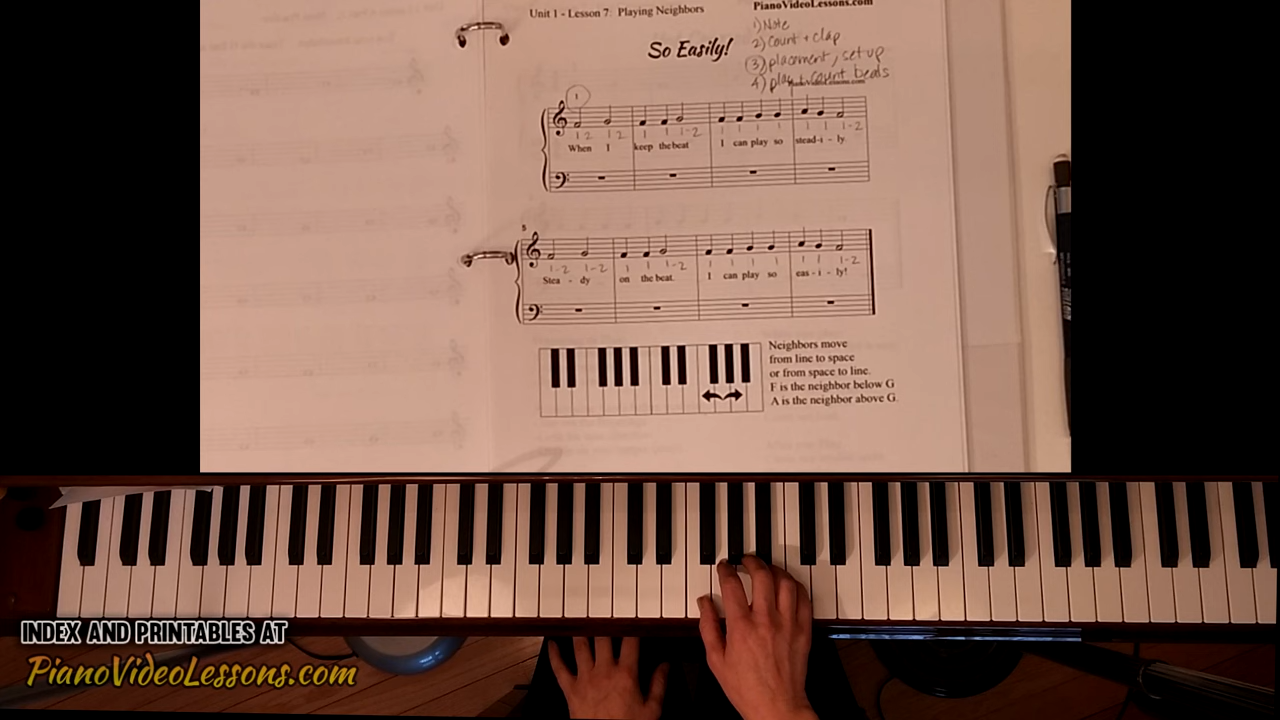 Unit 1 - Lesson 7: Playing Neighbors
PianoVideoLessons.com
So Easily!
1) Note
2) Count + clap
3) placement, set up
4) play + count beats
1
1 2 1 2 1 1 1-2 1 1 1 1 1 1 1-2
When I keep the beat I can play so stead-i-ly.
5
1-2 1-2 1 1 1-2 1 1 1 1 1 1 1-2
Stea - dy on the beat. I can play so eas-i-ly!
Neighbors move
from line to space
or from space to line.
F is the neighbor below G
A is the neighbor above G.
INDEX AND PRINTABLES AT
PianoVideoLessons.com